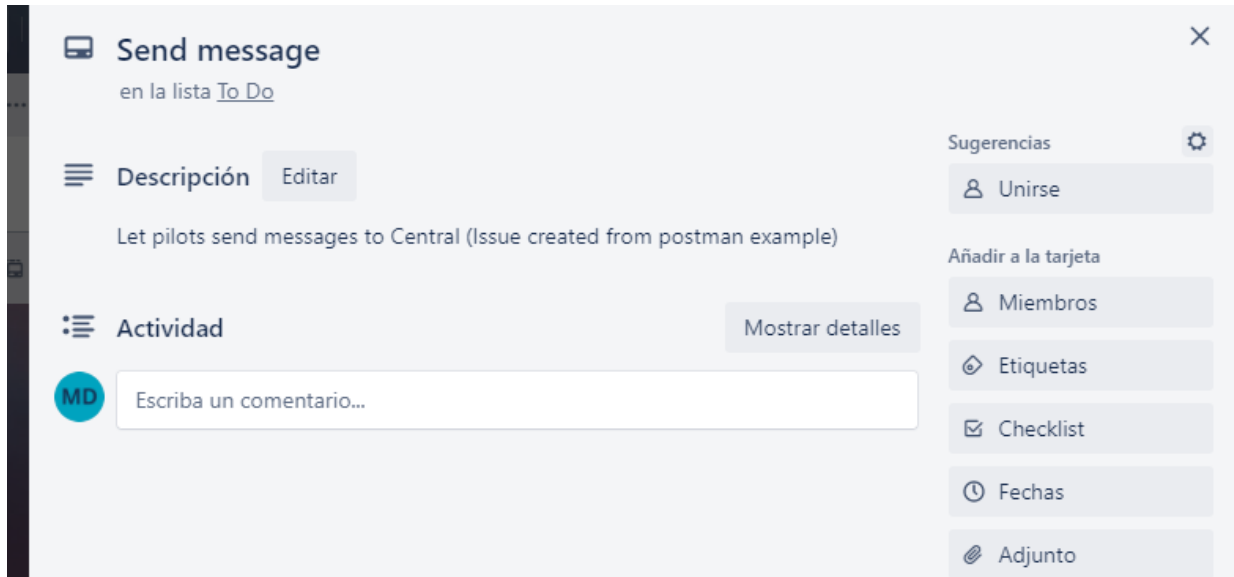 Send message
en la lista To Do
Descripción Editar
Let pilots send messages to Central (Issue created from postman example)
Actividad Mostrar detalles
MD Escriba un comentario...
Sugerencias
Unirse
Añadir a la tarjeta
Miembros
Etiquetas
Checklist
Fechas
Adjunto